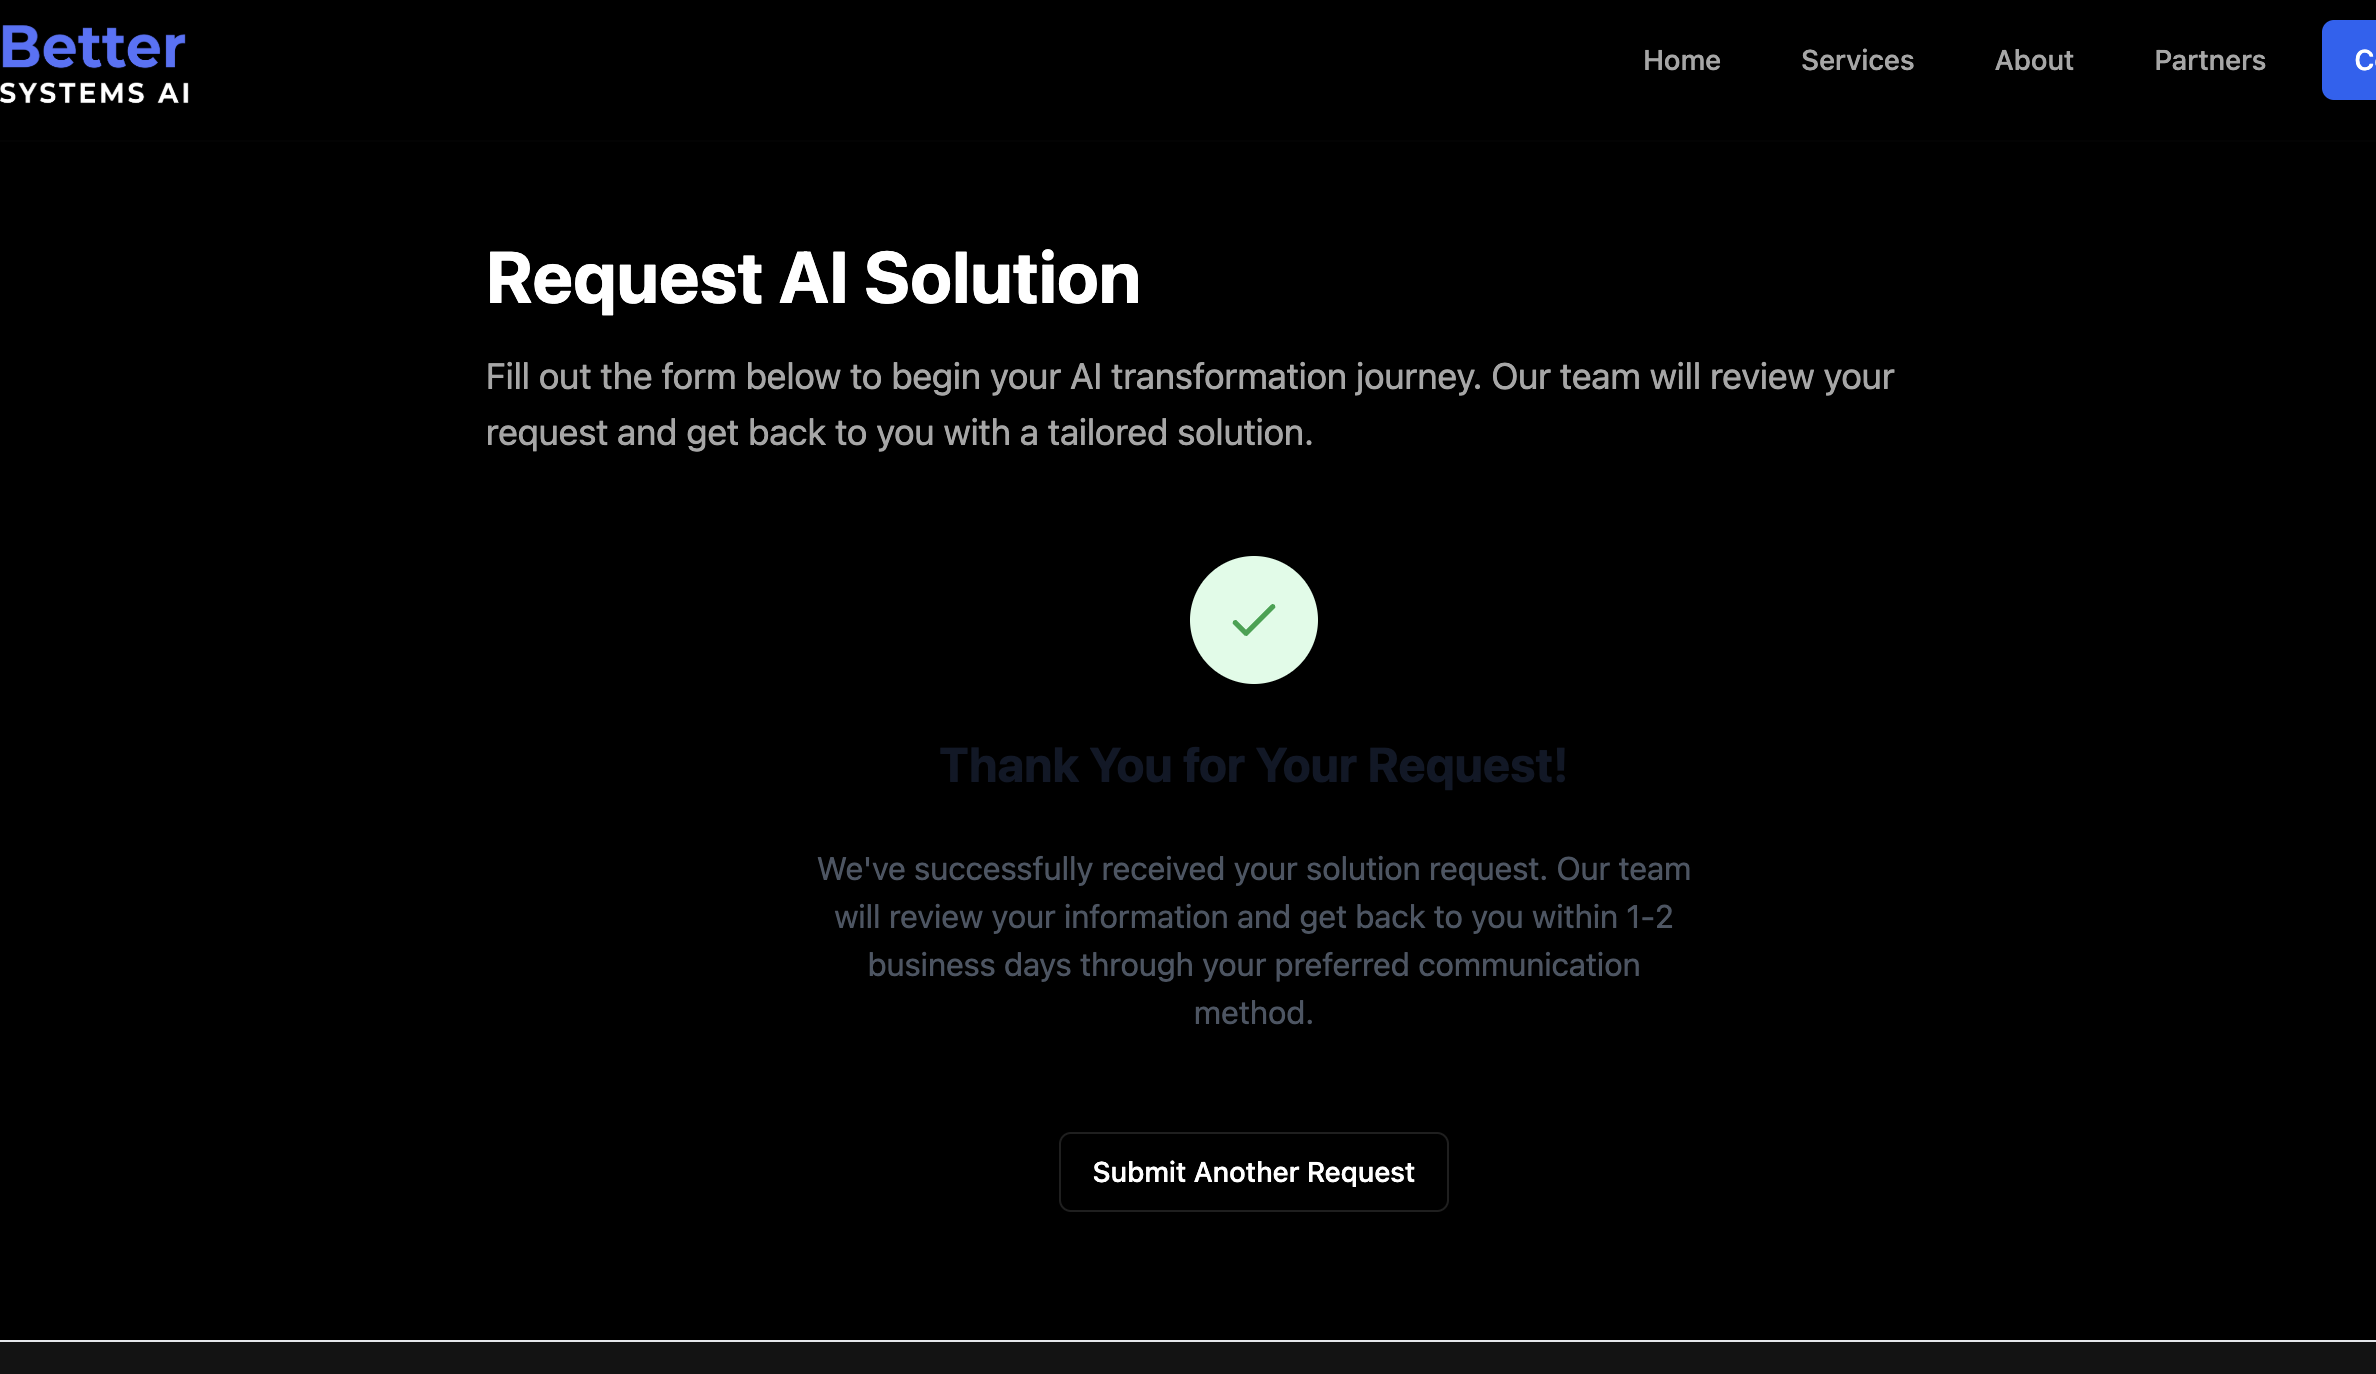 Better
SYSTEMS AI
Home
Services
About
Partners
Request AI Solution
Fill out the form below to begin your AI transformation journey. Our team will review your
request and get back to you with a tailored solution.
Thank You for Your Request!
We've successfully received your solution request. Our team
will review your information and get back to you within 1-2
business days through your preferred communication
method.
Submit Another Request